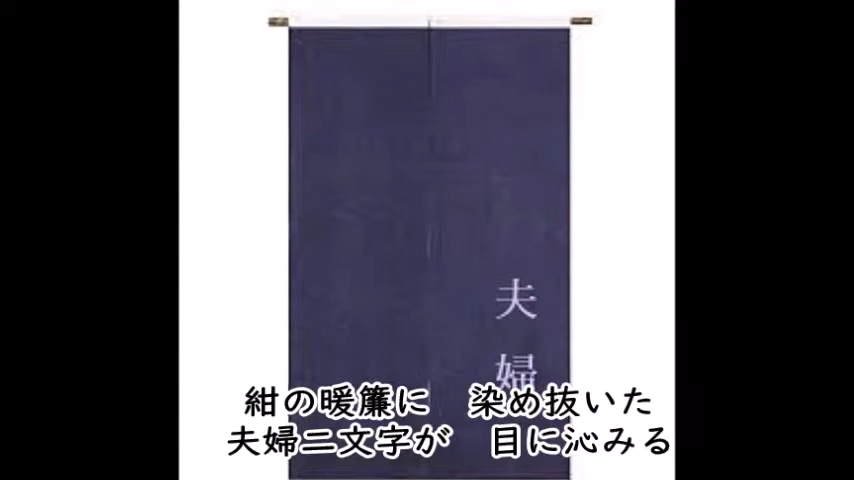 夫婦
紺の暖簾に　染め抜いた
夫婦二文字が　目に沁みる